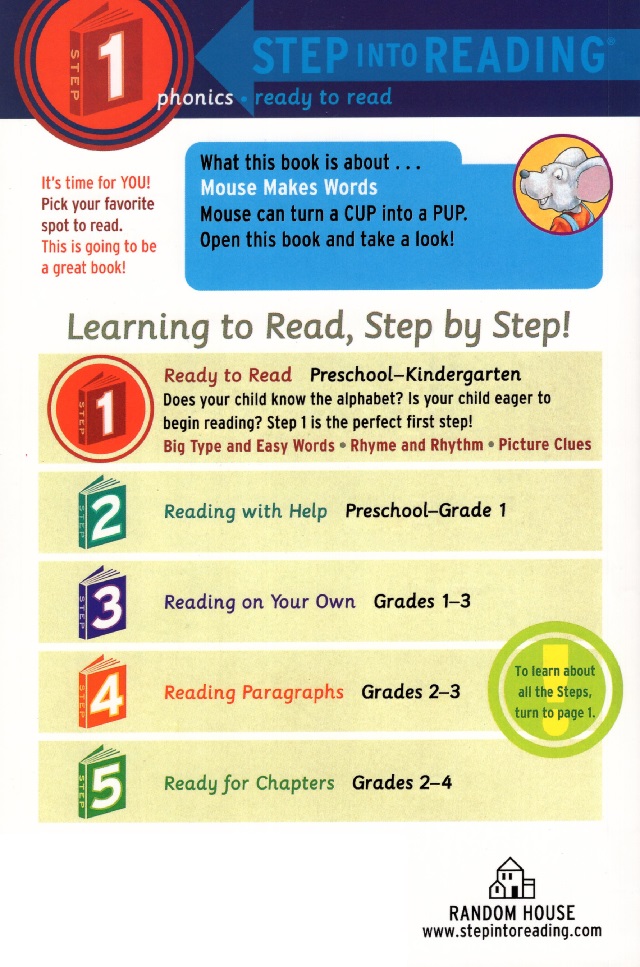 STEP 1
STEP INTO READING®
phonics • ready to read
It's time for YOU!
Pick your favorite
spot to read.
This is going to be
a great book!
What this book is about . . .
Mouse Makes Words
Mouse can turn a CUP into a PUP.
Open this book and take a look!
Learning to Read, Step by Step!
STEP 1
Ready to Read Preschool–Kindergarten
Does your child know the alphabet? Is your child eager to
begin reading? Step 1 is the perfect first step!
Big Type and Easy Words • Rhyme and Rhythm • Picture Clues
STEP 2
Reading with Help Preschool–Grade 1
STEP 3
Reading on Your Own Grades 1–3
STEP 4
Reading Paragraphs Grades 2–3
!
To learn about
all the Steps,
turn to page 1.
STEP 5
Ready for Chapters Grades 2–4
RANDOM HOUSE
www.stepintoreading.com